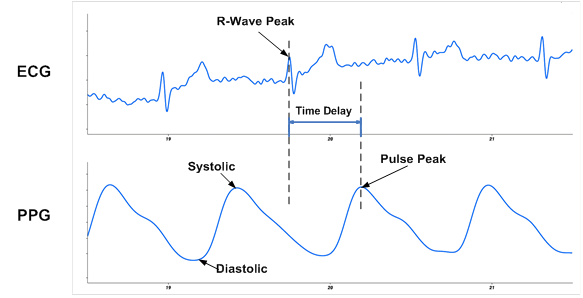 R-Wave Peak
ECG
Time Delay
19 20 21
Systolic
Pulse Peak
PPG
Diastolic
19 20 21